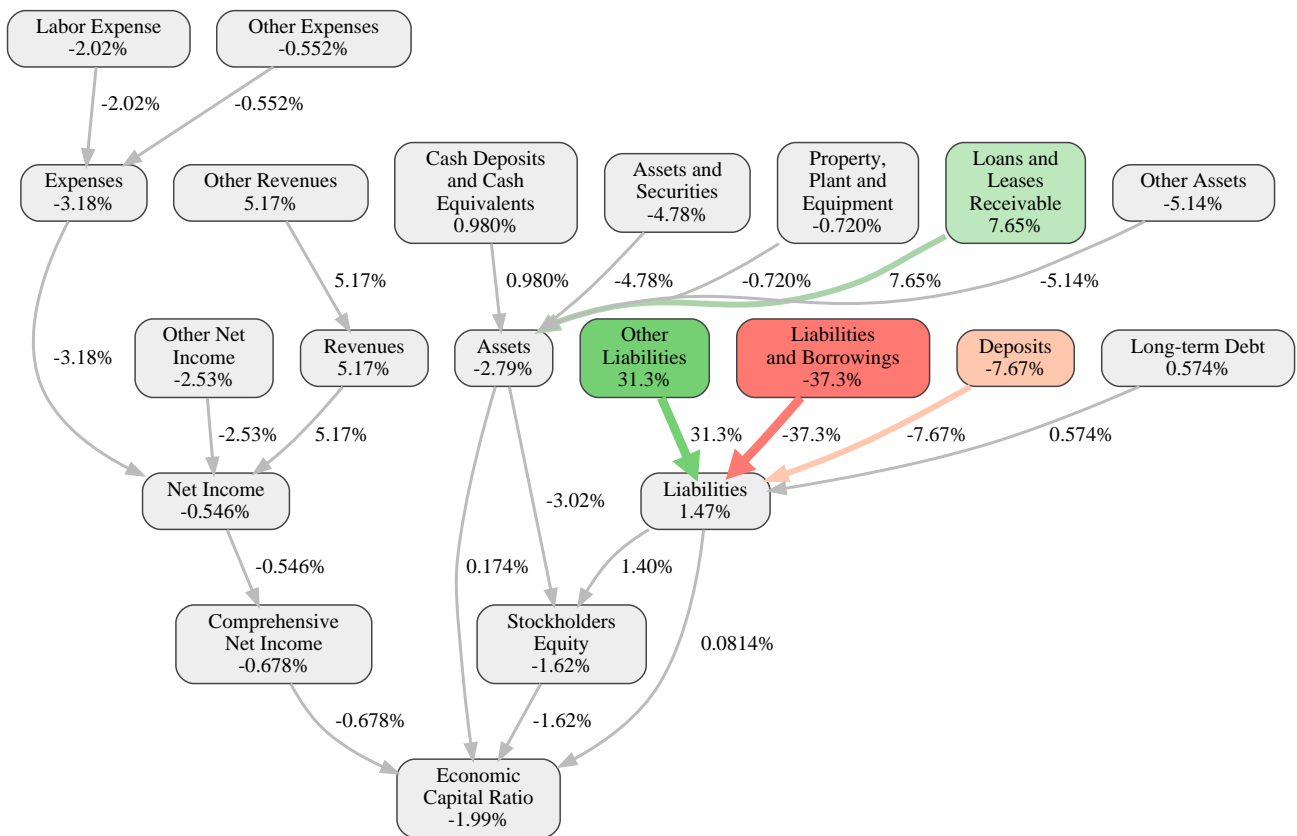 Labor Expense
-2.02%
Other Expenses
-0.552%
-2.02%
-0.552%
Expenses
-3.18%
Other Revenues
5.17%
Cash Deposits
and Cash
Equivalents
0.980%
Assets and
Securities
-4.78%
Property,
Plant and
Equipment
-0.720%
Loans and
Leases
Receivable
7.65%
Other Assets
-5.14%
5.17%
0.980%
-4.78%
-0.720%
7.65%
-5.14%
-3.18%
Other Net
Income
-2.53%
Revenues
5.17%
Assets
-2.79%
Other
Liabilities
31.3%
Liabilities
and Borrowings
-37.3%
Deposits
-7.67%
Long-term Debt
0.574%
-2.53%
5.17%
31.3%
-37.3%
-7.67%
0.574%
Net Income
-0.546%
-3.02%
Liabilities
1.47%
-0.546%
0.174%
1.40%
Comprehensive
Net Income
-0.678%
Stockholders
Equity
-1.62%
0.0814%
-0.678%
-1.62%
Economic
Capital Ratio
-1.99%